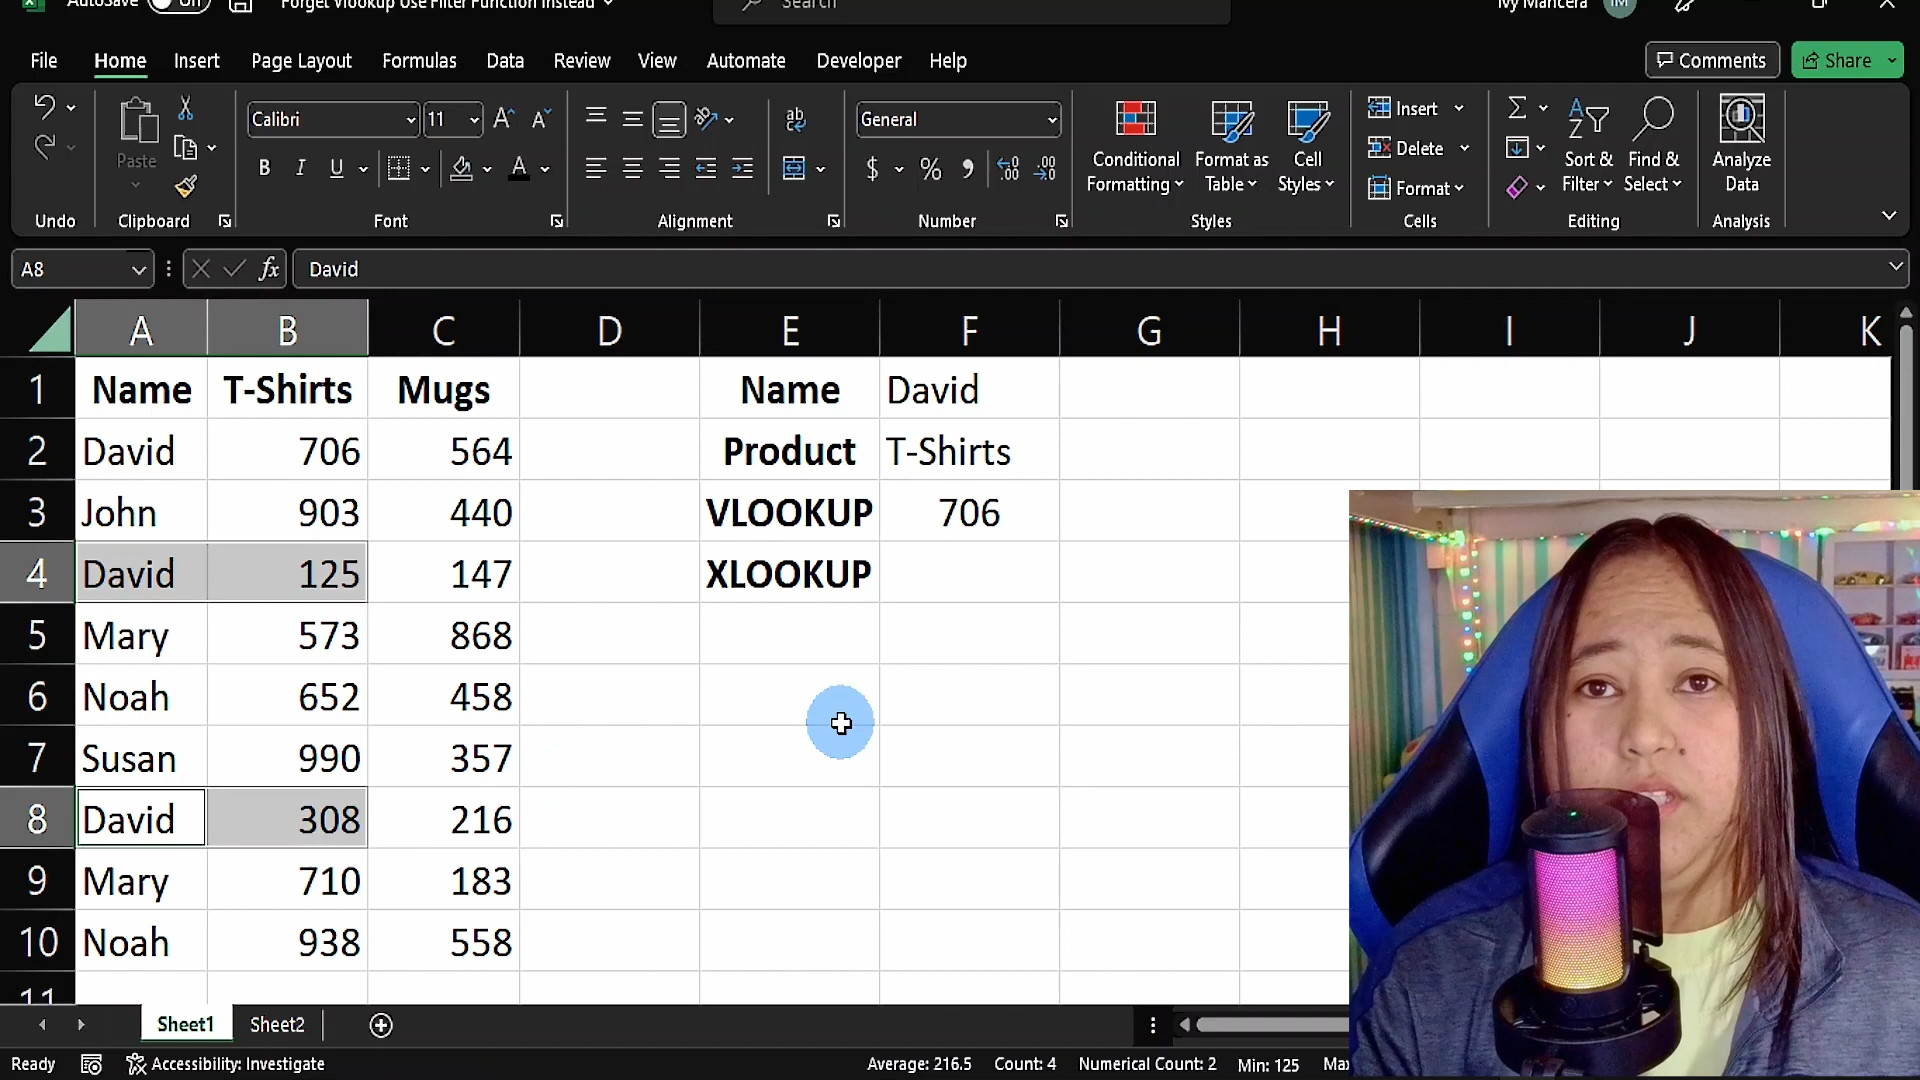 AutoSave Off Forget Vlookup Use Filter Function Instead Search Ivy Mancera IM
File Home Insert Page Layout Formulas Data Review View Automate Developer Help Comments Share
Paste
Calibri 11
General
B I U A
$ %
Conditional Formatting
Format as Table
Cell Styles
Insert
Delete
Format
Sort & Filter
Find & Select
Analyze Data
Undo Clipboard Font Alignment Number Styles Cells Editing Analysis
A8 fx David
A B C D E F G H I J K
1 Name T-Shirts Mugs Name David
2 David 706 564 Product T-Shirts
3 John 903 440 VLOOKUP 706
4 David 125 147 XLOOKUP
5 Mary 573 868
6 Noah 652 458
7 Susan 990 357
8 David 308 216
9 Mary 710 183
10 Noah 938 558
11
Sheet1 Sheet2
Ready Accessibility: Investigate Average: 216.5 Count: 4 Numerical Count: 2 Min: 125 Max